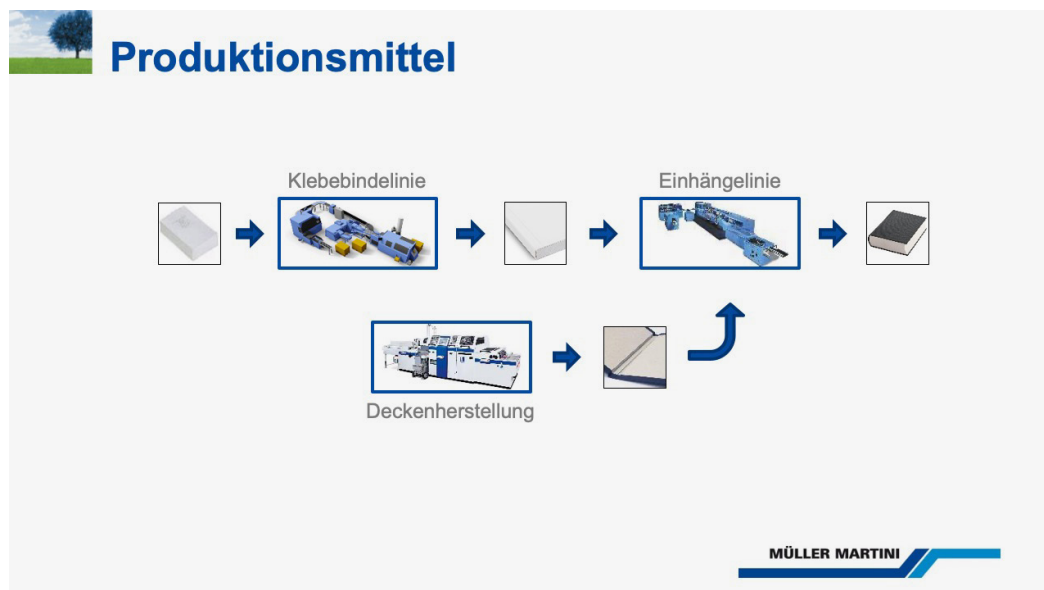 Produktionsmittel
Klebebindelinie
Einhängelinie
Deckenherstellung
MÜLLER MARTINI